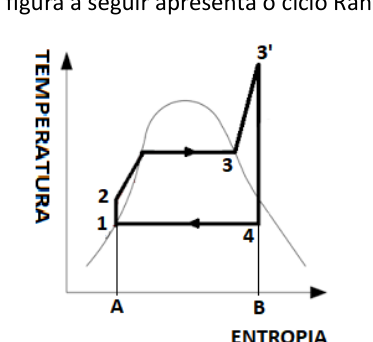 figura a seguir apresenta o ciclo Ran
3'
TEMPERATURA
3
2
1
4
A
B
ENTROPIA